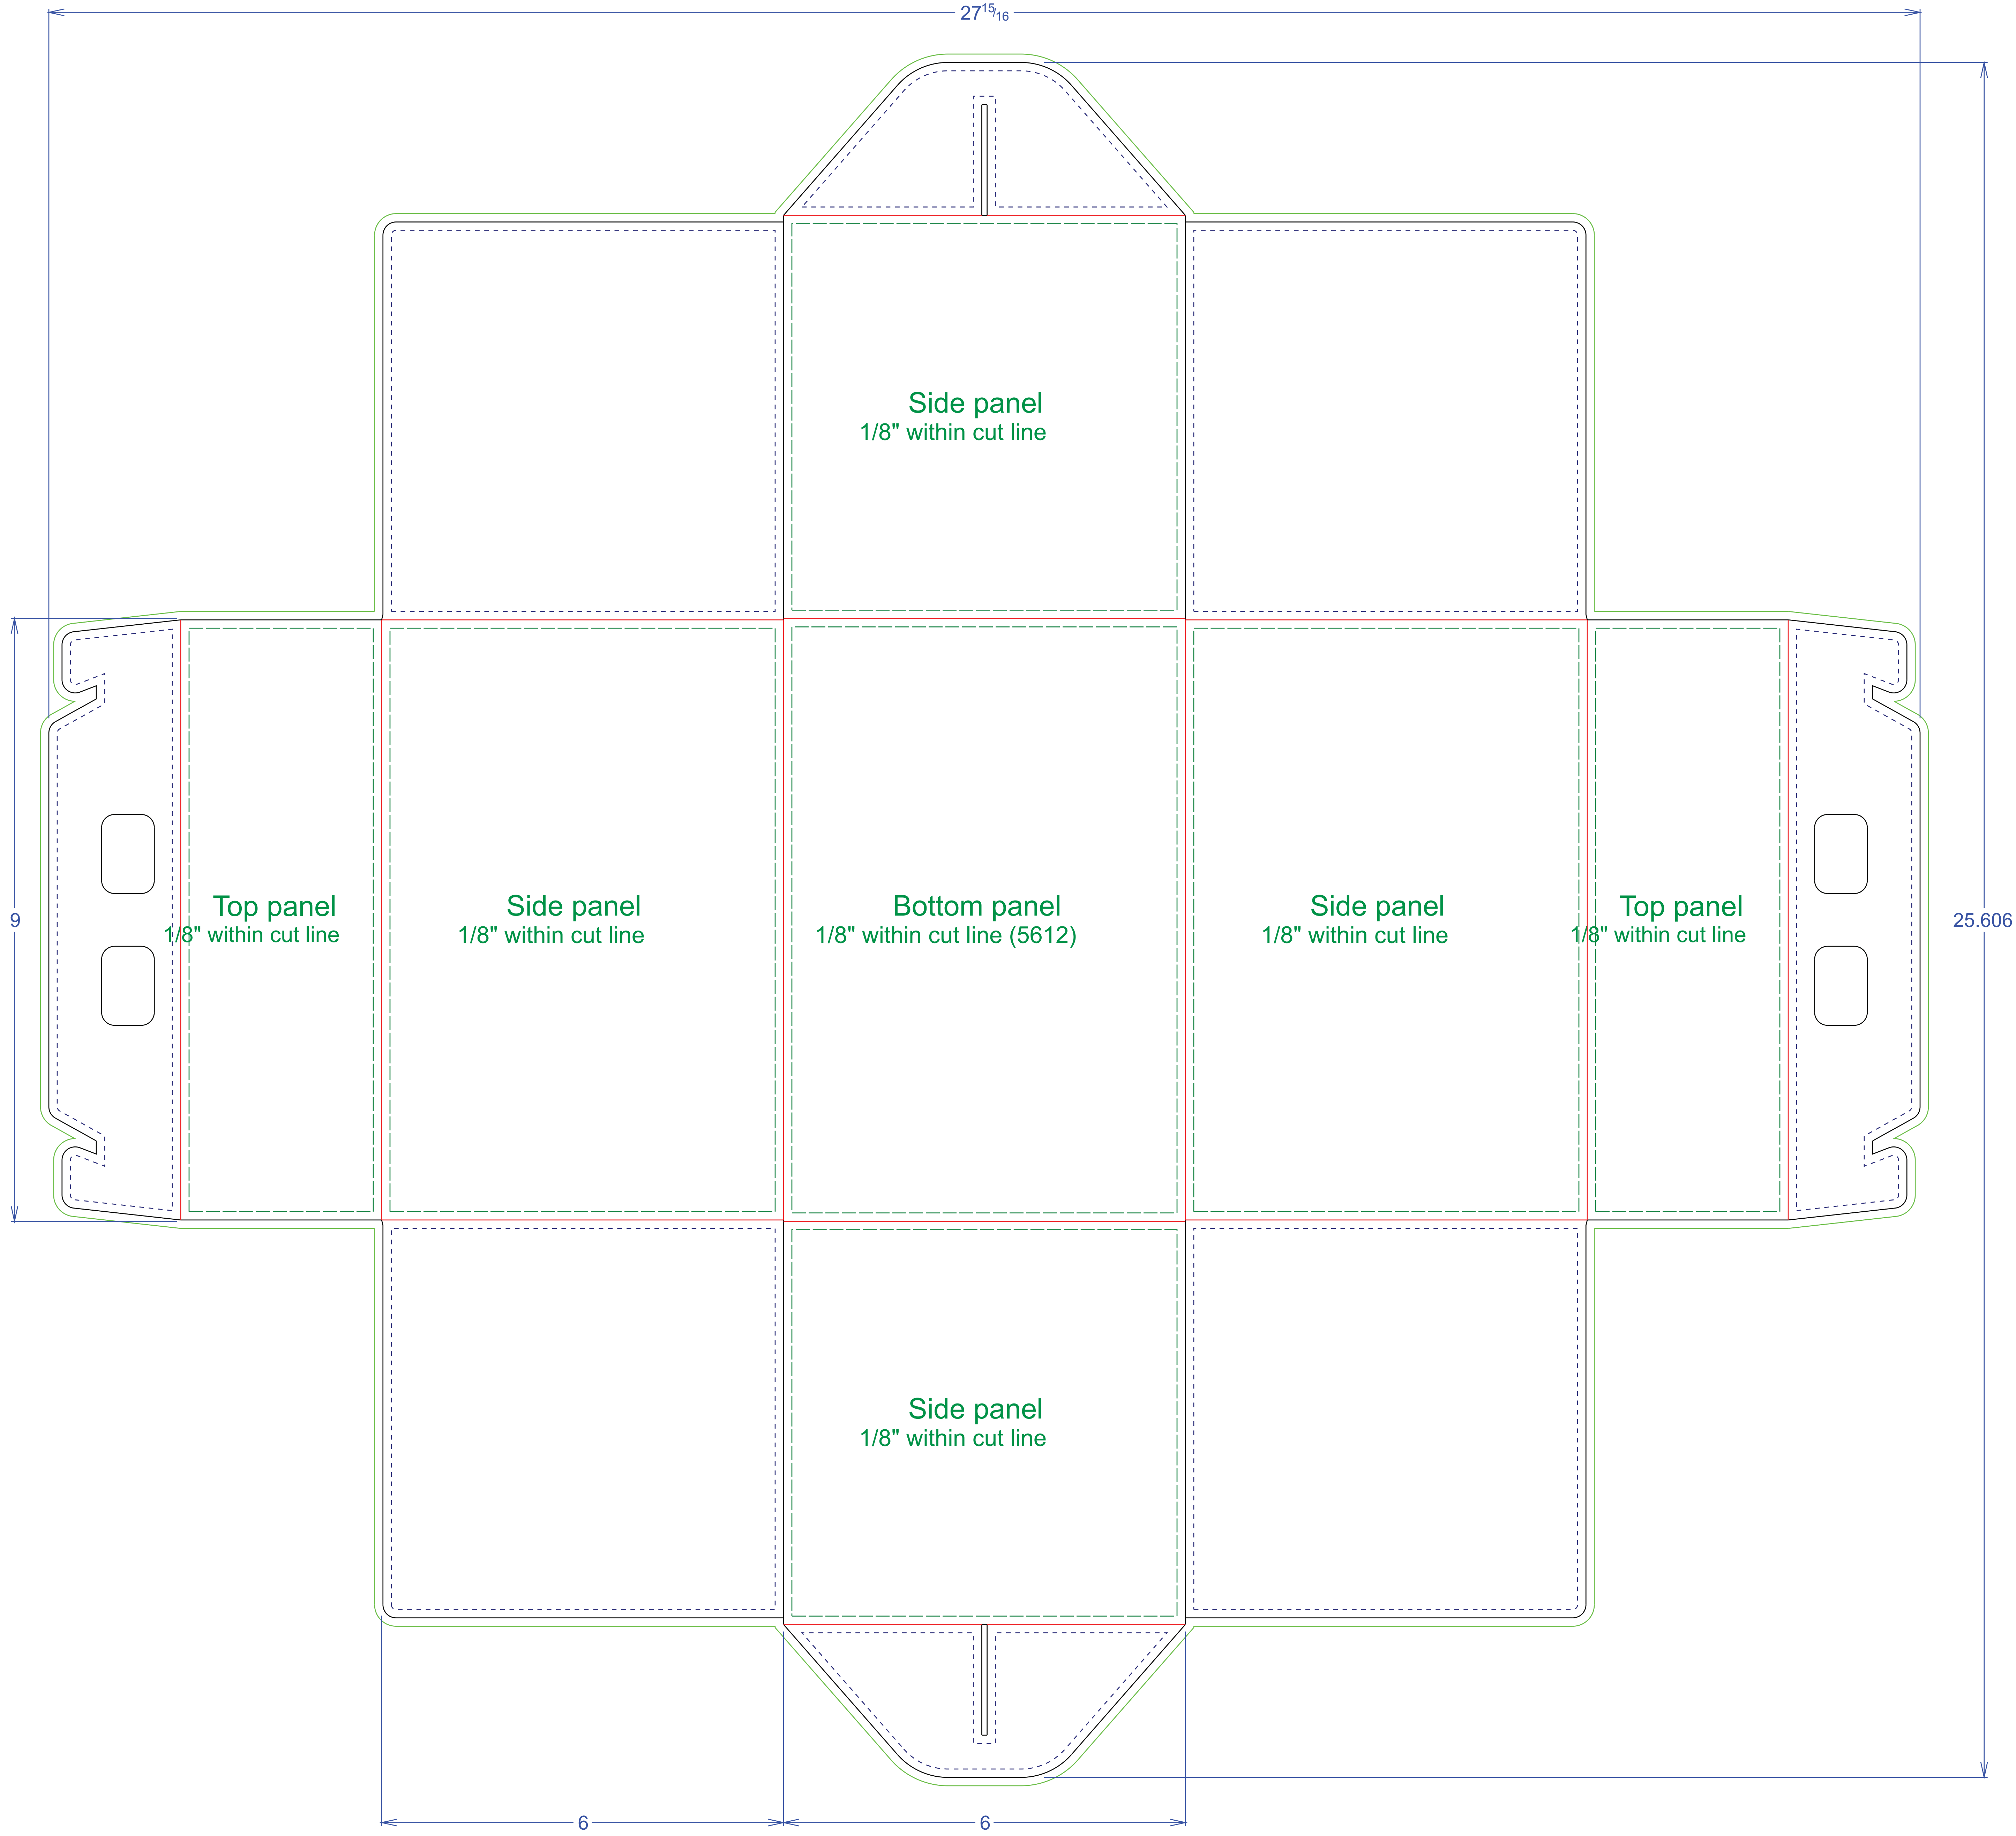 27 15/16
Side panel
1/8" within cut line
Top panel
1/8" within cut line
Side panel
1/8" within cut line
Bottom panel
1/8" within cut line (5612)
Side panel
1/8" within cut line
Top panel
1/8" within cut line
9
25.606
Side panel
1/8" within cut line
6
6